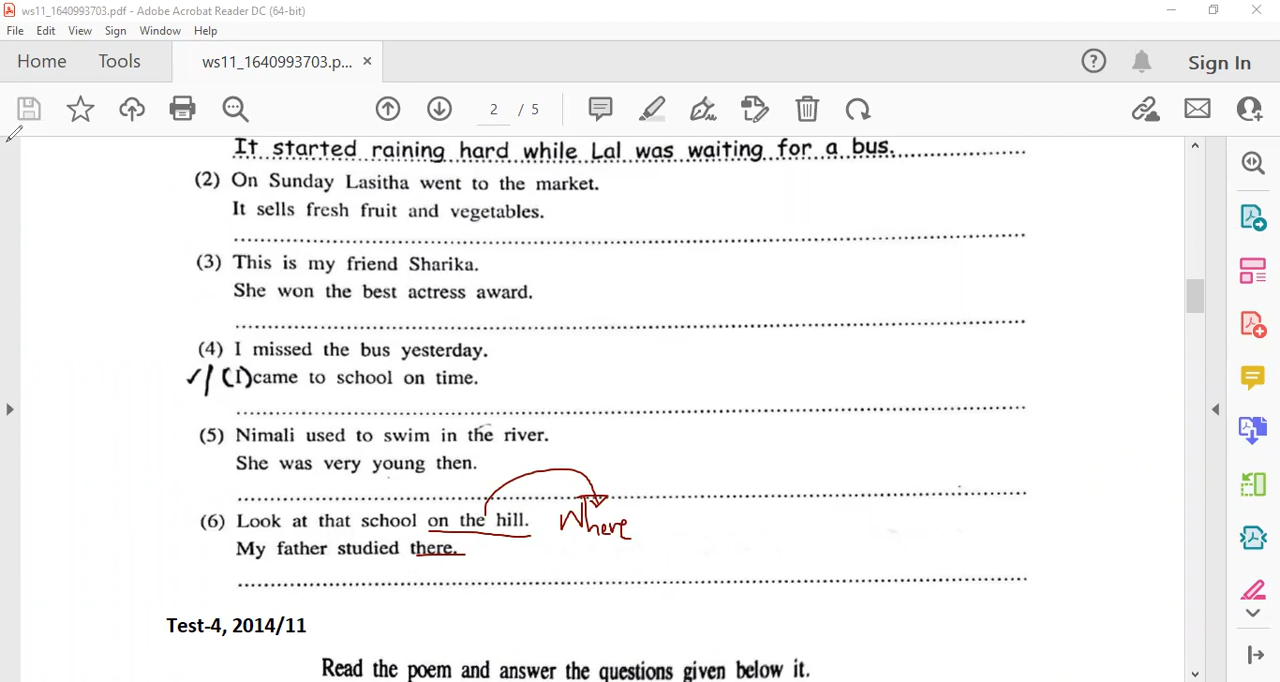 ws11_1640993703.pdf - Adobe Acrobat Reader DC (64-bit)
File Edit View Sign Window Help
Home Tools ws11_1640993703.p... × Sign In
2 / 5
It started raining hard while Lal was waiting for a bus.
(2) On Sunday Lasitha went to the market.
It sells fresh fruit and vegetables.
(3) This is my friend Sharika.
She won the best actress award.
(4) I missed the bus yesterday.
✓/ (I) came to school on time.
(5) Nimali used to swim in the river.
She was very young then.
(6) Look at that school on the hill. Where
My father studied there.
Test-4, 2014/11
Read the poem and answer the questions given below it.